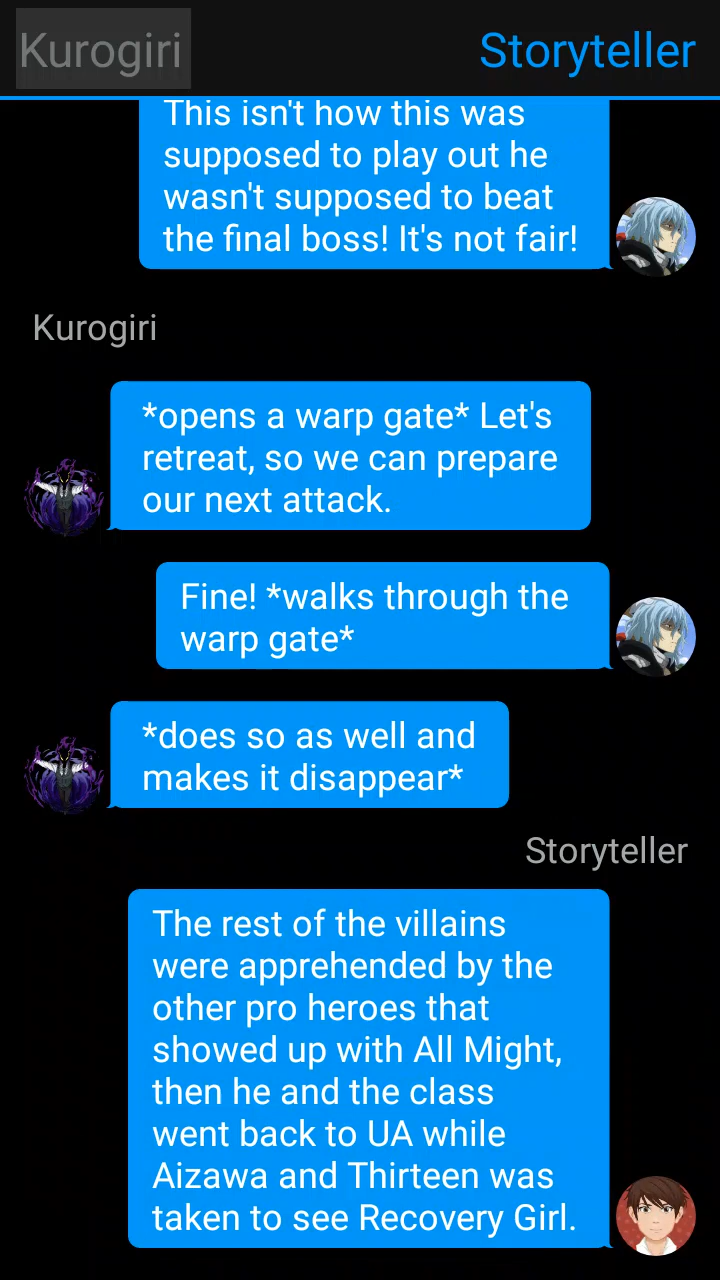 Kurogiri
Storyteller
This isn't how this was
supposed to play out he
wasn't supposed to beat
the final boss! It's not fair!
Kurogiri
*opens a warp gate* Let's
retreat, so we can prepare
our next attack.
Fine! *walks through the
warp gate*
*does so as well and
makes it disappear*
Storyteller
The rest of the villains
were apprehended by the
other pro heroes that
showed up with All Might,
then he and the class
went back to UA while
Aizawa and Thirteen was
taken to see Recovery Girl.